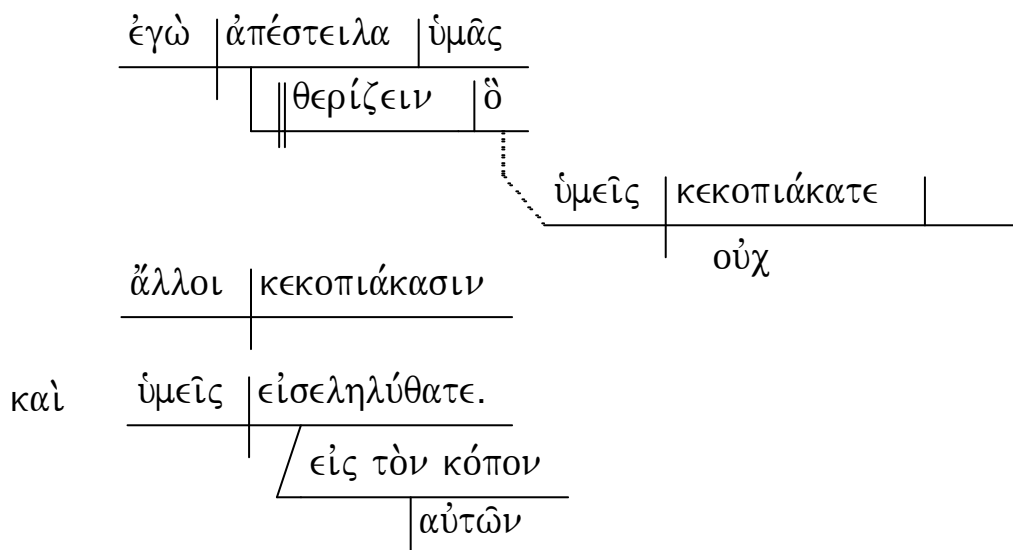 ἐγὼ ἀπέστειλα ὑμᾶς
θερίζειν ὃ
ὑμεῖς κεκοπιάκατε
οὐχ
ἄλλοι κεκοπιάκασιν
καὶ ὑμεῖς εἰσεληλύθατε.
εἰς τὸν κόπον
αὐτῶν